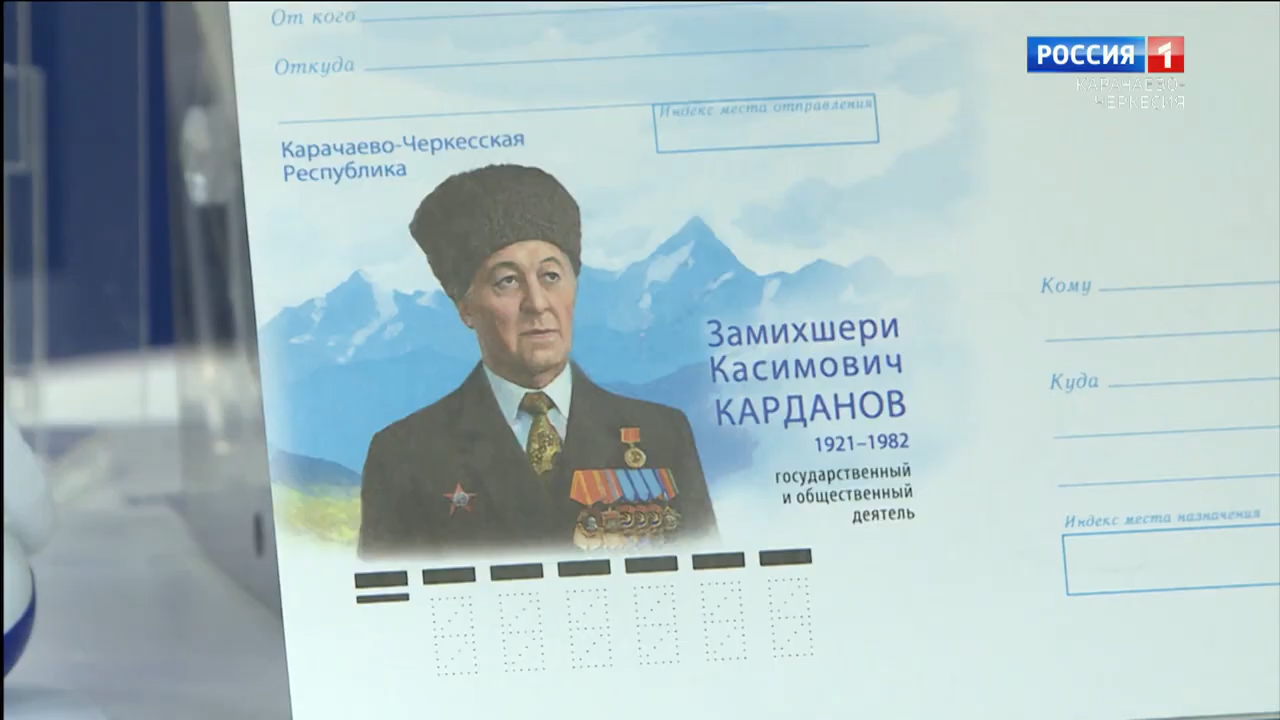 От кого
Откуда
РОССИЯ 1
КАРАЧАЕВО-
ЧЕРКЕСИЯ
Индекс места отправления
Карачаево-Черкесская
Республика
Замихшери
Касимович
КАРДАНОВ
1921–1982
государственный
и общественный
деятель
Кому
Куда
Индекс места назначения